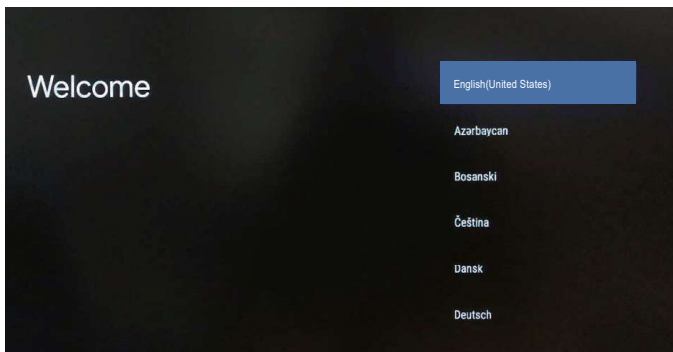 Welcome
English(United States)
Azərbaycan
Bosanski
Čeština
Dansk
Deutsch